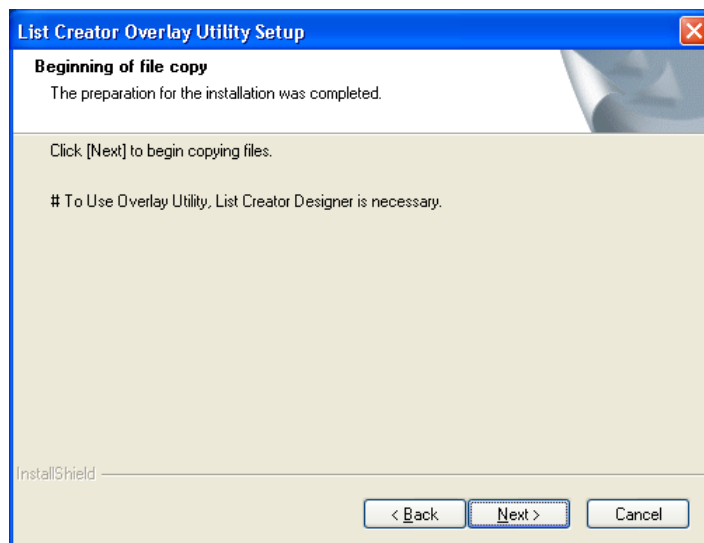 List Creator Overlay Utility Setup
Beginning of file copy
The preparation for the installation was completed.
Click [Next] to begin copying files.
# To Use Overlay Utility, List Creator Designer is necessary.
InstallShield
< Back Next > Cancel